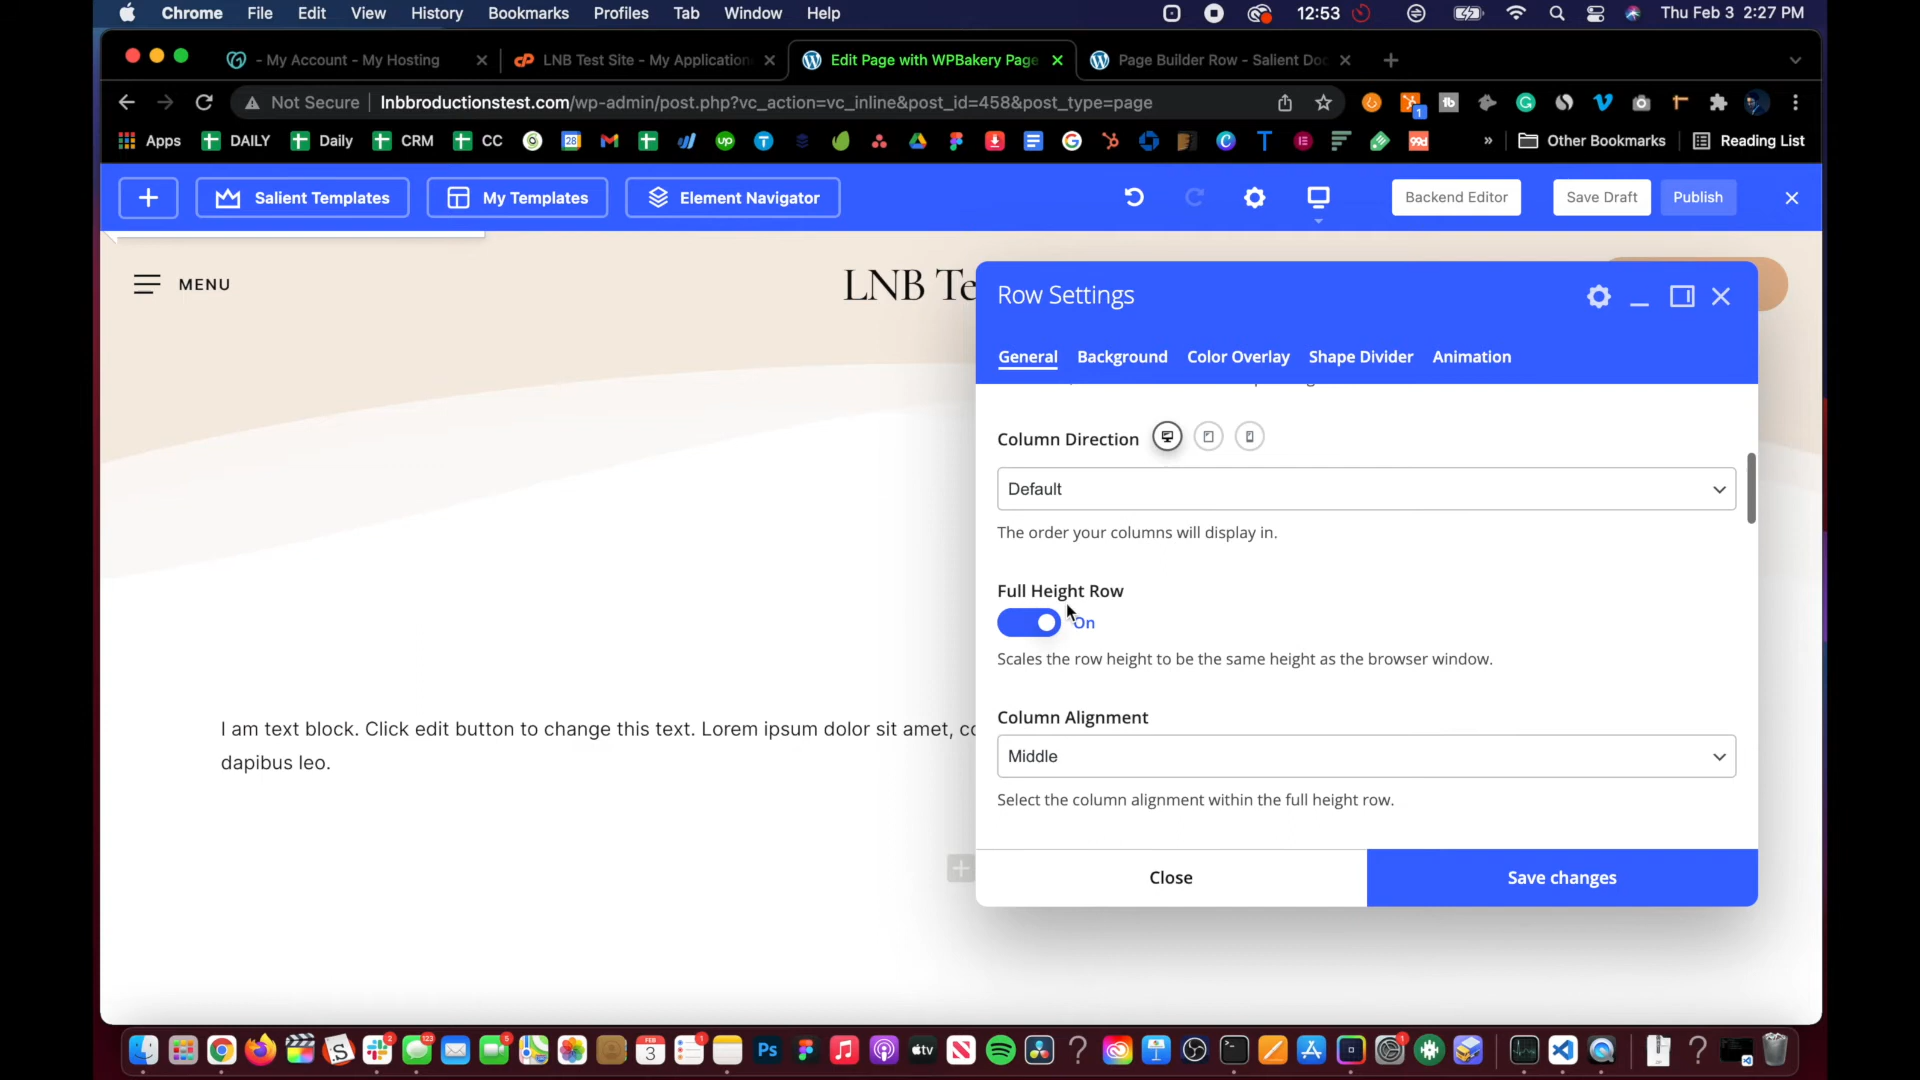 Chrome File Edit View History Bookmarks Profiles Tab Window Help 12:53 Thu Feb 3 2:27 PM
- My Account - My Hosting LNB Test Site - My Application Edit Page with WPBakery Page Page Builder Row - Salient Doc
Not Secure lnbbroductionstest.com/wp-admin/post.php?vc_action=vc_inline&post_id=458&post_type=page
Apps DAILY Daily CRM CC » Other Bookmarks Reading List
Salient Templates My Templates Element Navigator Backend Editor Save Draft Publish
MENU
LNB Te
Row Settings
General Background Color Overlay Shape Divider Animation
Column Direction
Default
The order your columns will display in.
Full Height Row
On
Scales the row height to be the same height as the browser window.
Column Alignment
Middle
Select the column alignment within the full height row.
Close Save changes
I am text block. Click edit button to change this text. Lorem ipsum dolor sit amet, co
dapibus leo.